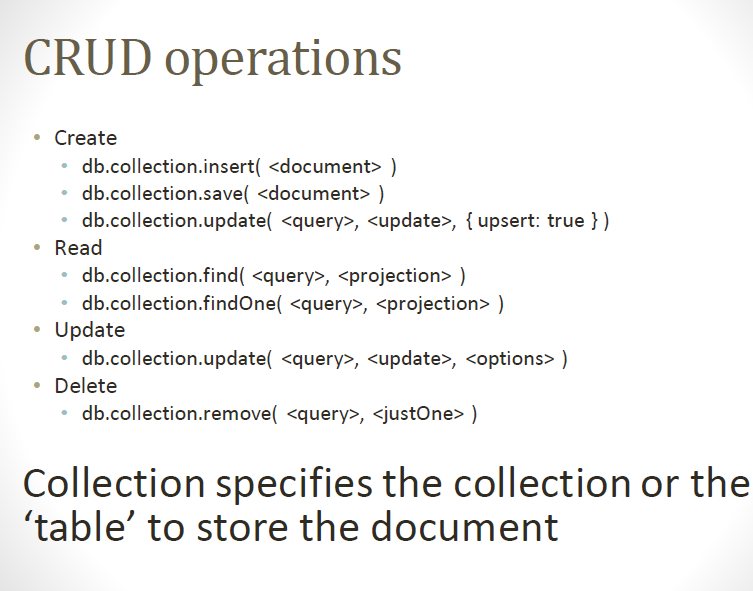 CRUD operations
• Create
• db.collection.insert( <document> )
• db.collection.save( <document> )
• db.collection.update( <query>, <update>, { upsert: true } )
• Read
• db.collection.find( <query>, <projection> )
• db.collection.findOne( <query>, <projection> )
• Update
• db.collection.update( <query>, <update>, <options> )
• Delete
• db.collection.remove( <query>, <justOne> )
Collection specifies the collection or the
‘table’ to store the document